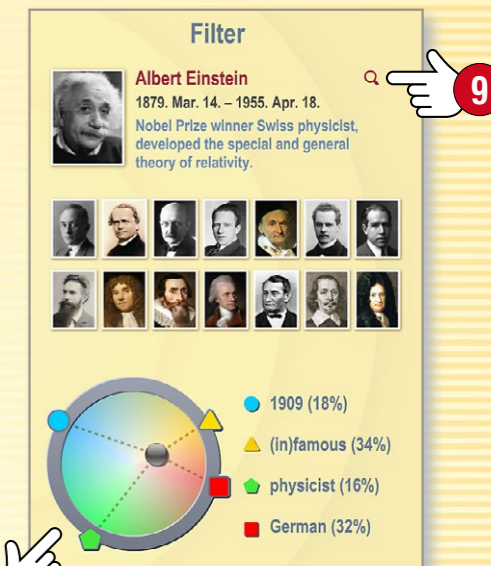 Filter
Albert Einstein
1879. Mar. 14. – 1955. Apr. 18.
Nobel Prize winner Swiss physicist,
developed the special and general
theory of relativity.
9
1909 (18%)
(in)famous (34%)
physicist (16%)
German (32%)